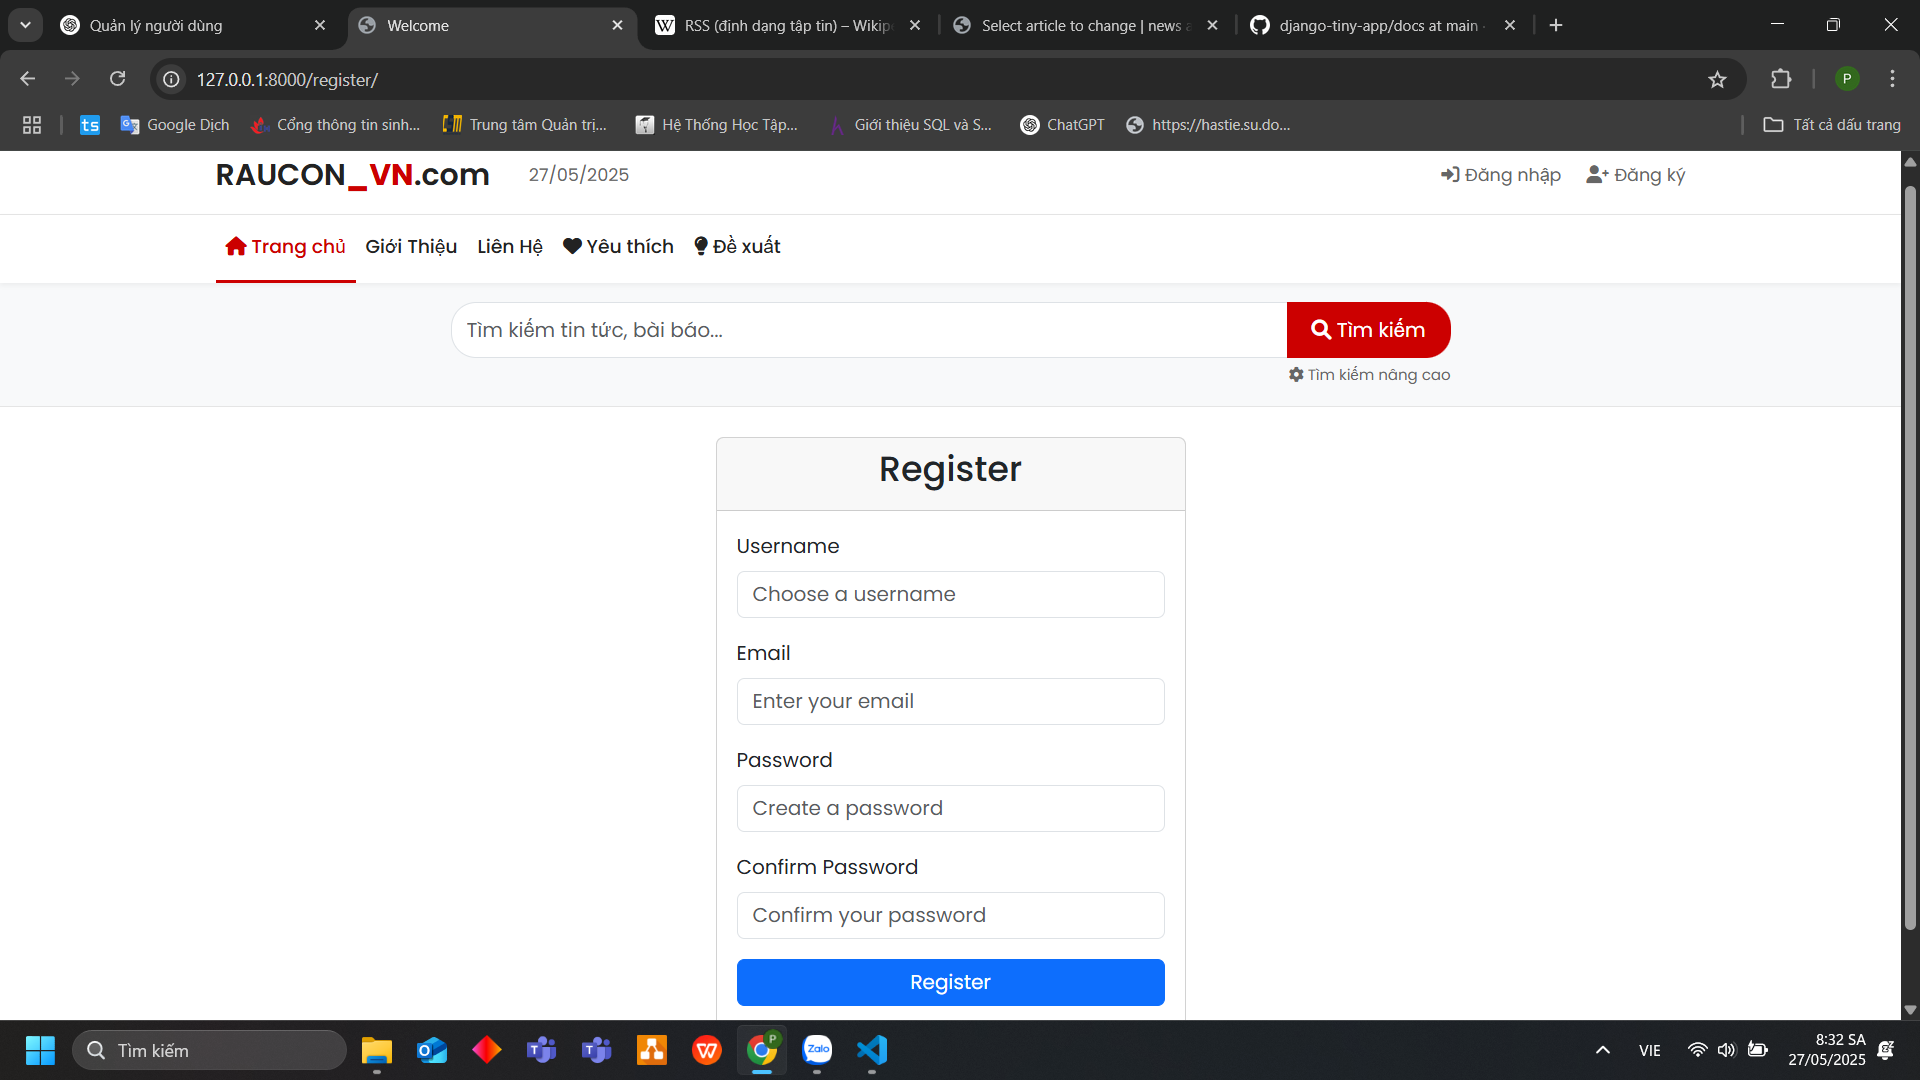 Quản lý người dùng
Welcome
RSS (định dạng tập tin) – Wikip
Select article to change | news a
django-tiny-app/docs at main ·
127.0.0.1:8000/register/
P
ts
Google Dịch
Cổng thông tin sinh...
Trung tâm Quản trị...
Hệ Thống Học Tập...
Giới thiệu SQL và S...
ChatGPT
https://hastie.su.do...
Tất cả dấu trang
RAUCON_VN.com
27/05/2025
Đăng nhập
Đăng ký
Trang chủ
Giới Thiệu
Liên Hệ
Yêu thích
Đề xuất
Tìm kiếm tin tức, bài báo...
Tìm kiếm
Tìm kiếm nâng cao
Register
Username
Choose a username
Email
Enter your email
Password
Create a password
Confirm Password
Confirm your password
Register
Tìm kiếm
Zalo
VIE
8:32 SA
27/05/2025